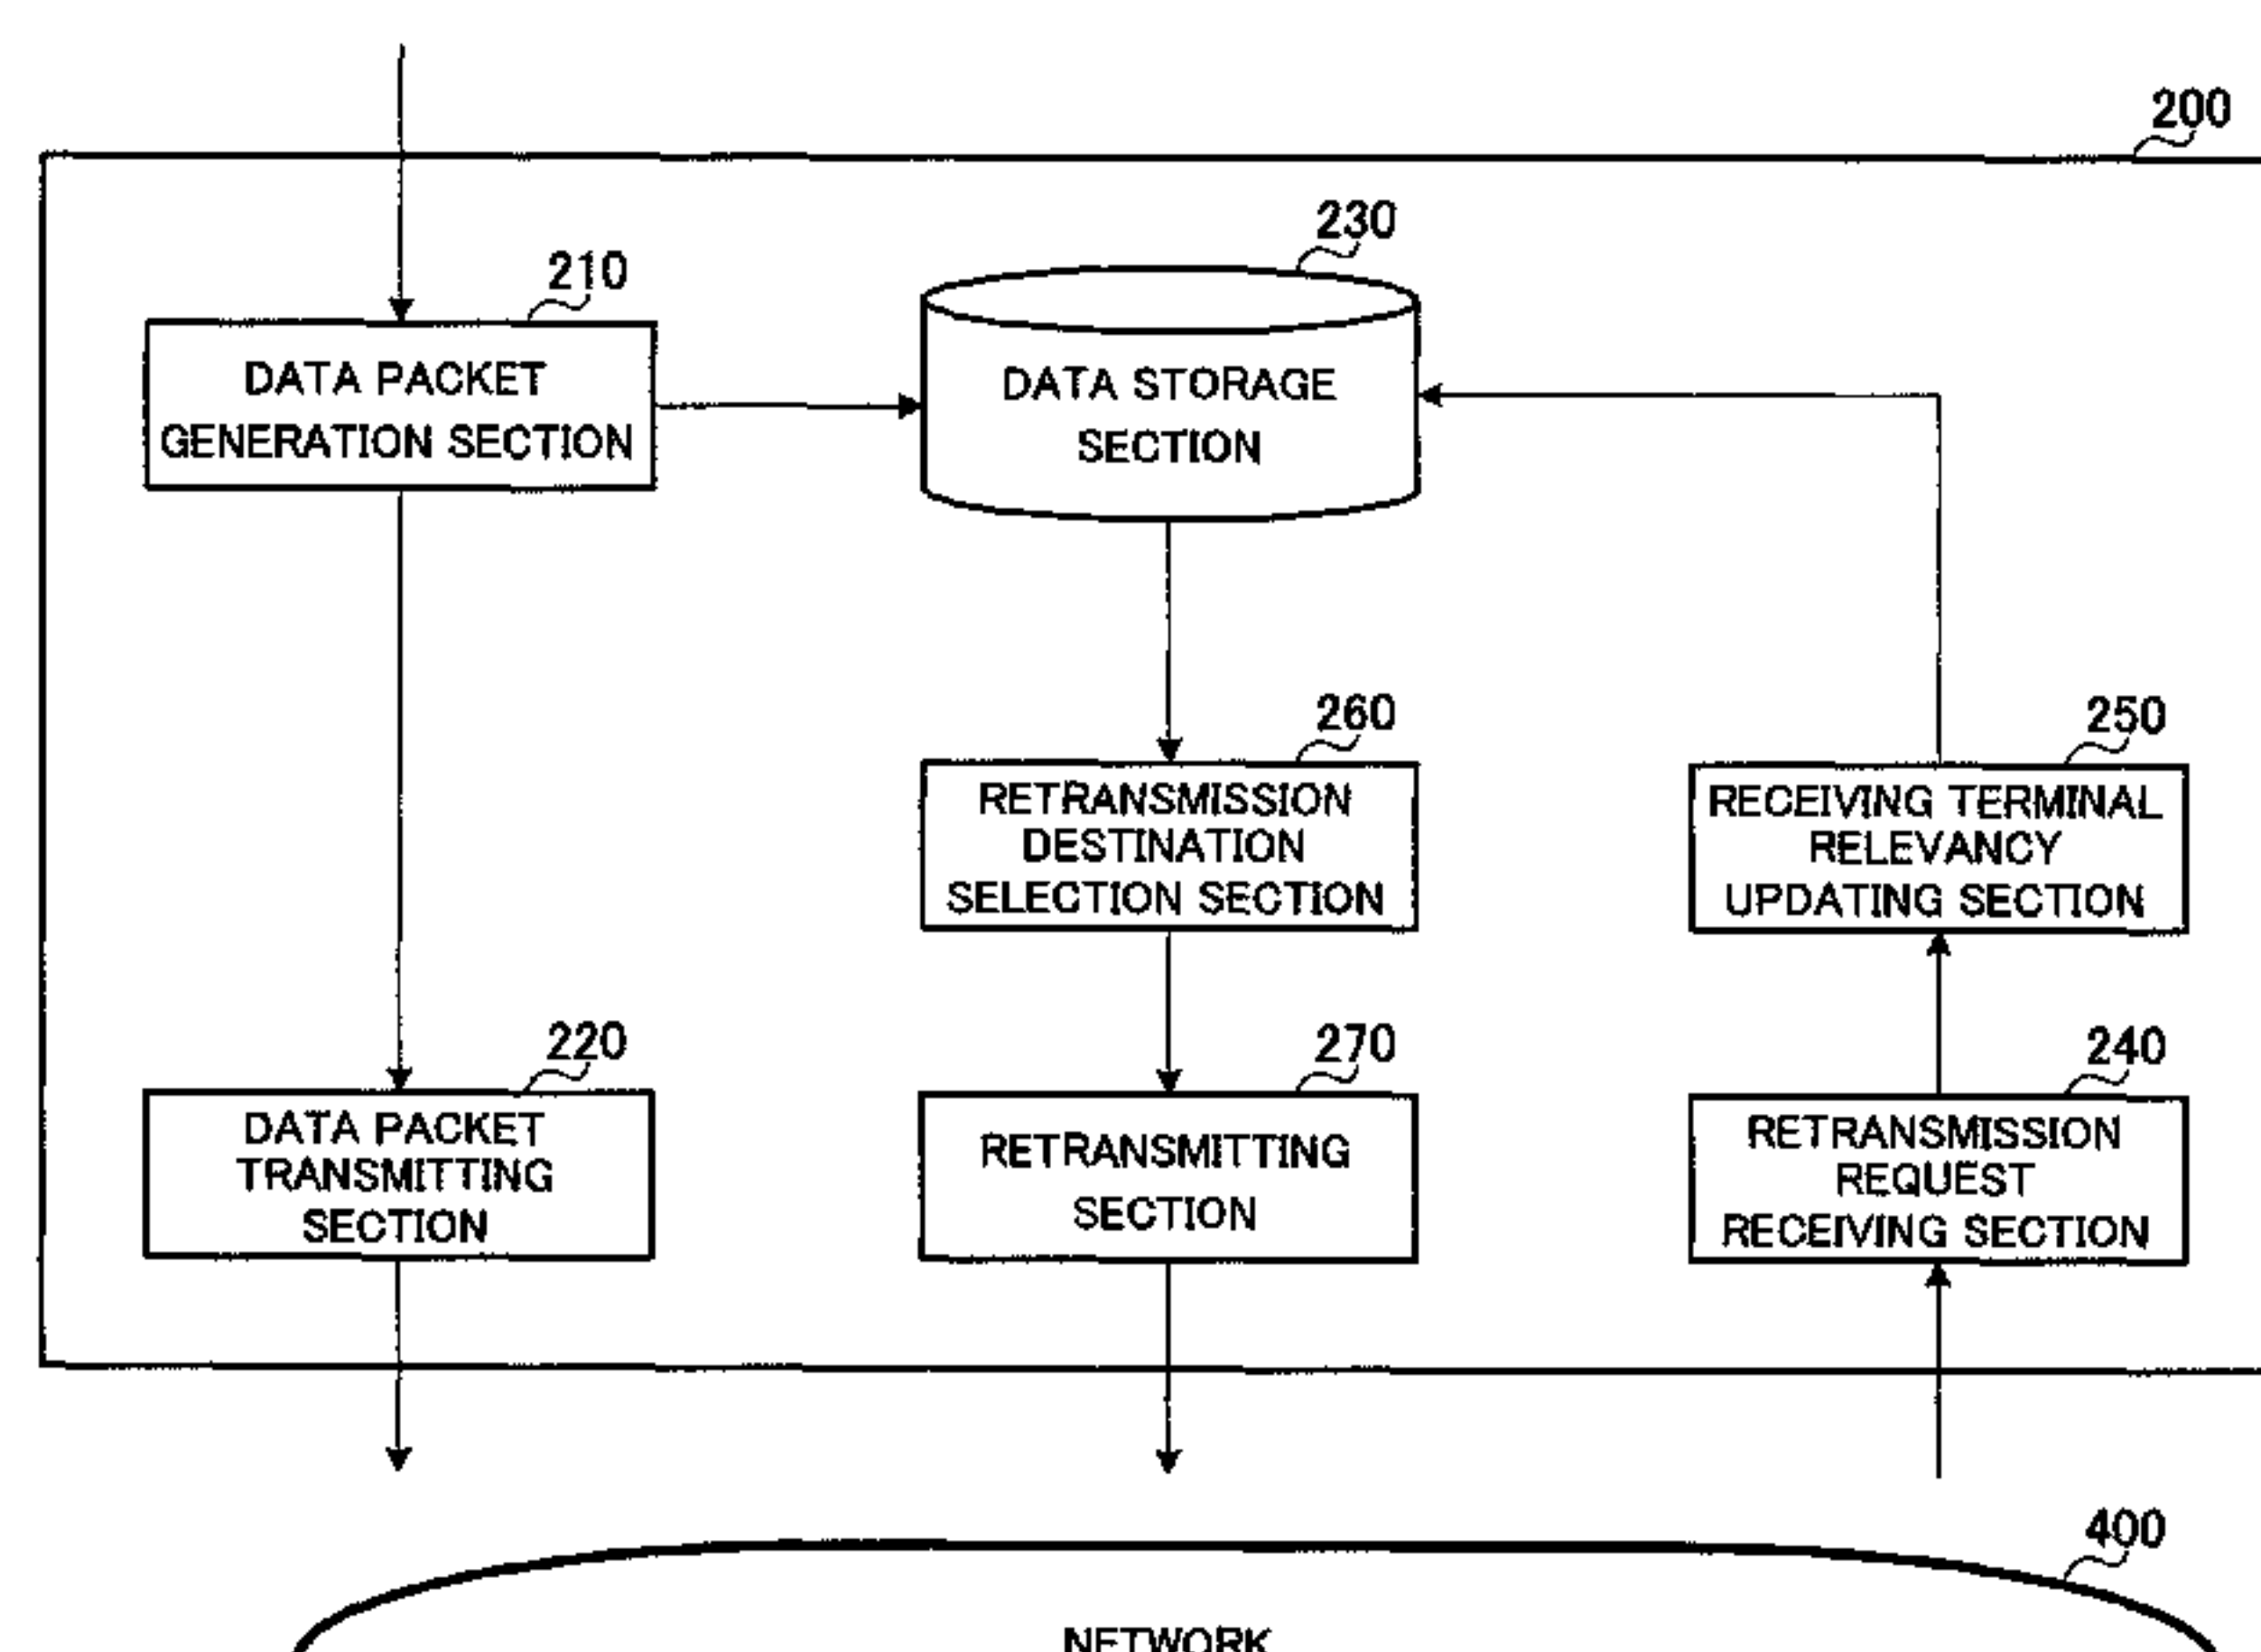 200
230
210
DATA PACKET
GENERATION SECTION
DATA STORAGE
SECTION
260
250
RETRANSMISSION
DESTINATION
SELECTION SECTION
RECEIVING TERMINAL
RELEVANCY
UPDATING SECTION
220
270
240
DATA PACKET
TRANSMITTING
SECTION
RETRANSMITTING
SECTION
RETRANSMISSION
REQUEST
RECEIVING SECTION
400
NETWORK